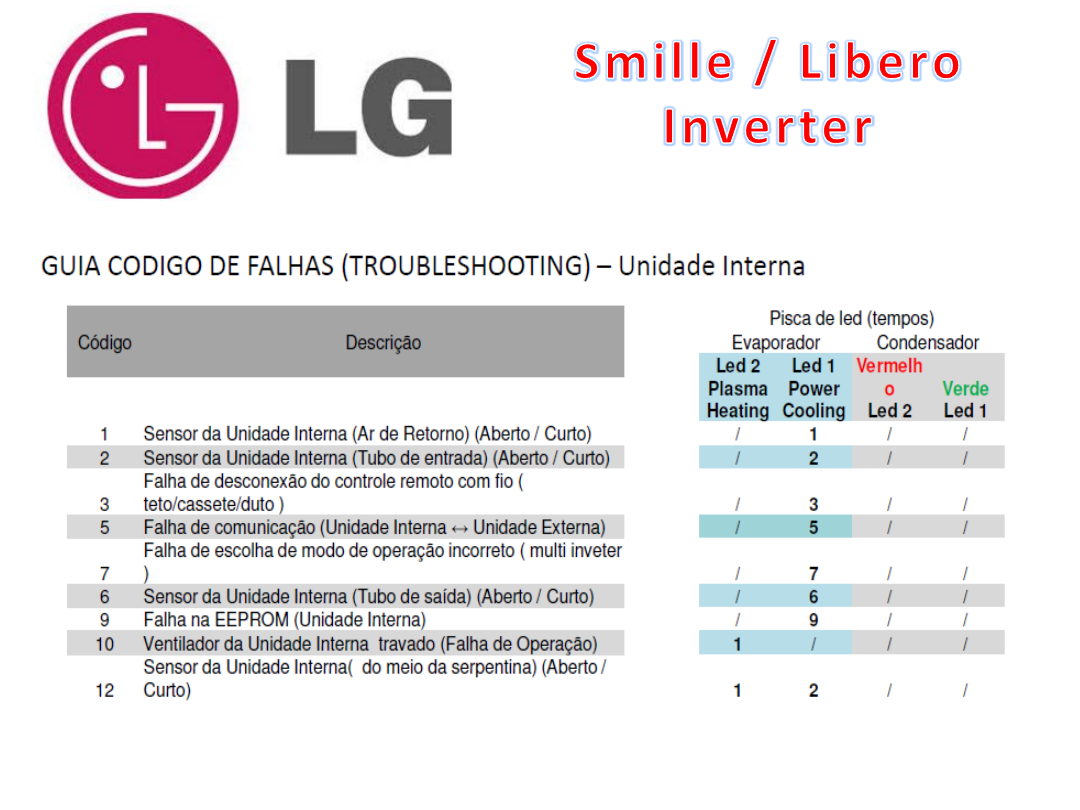 LG
Smille / Libero
Inverter
GUIA CODIGO DE FALHAS (TROUBLESHOOTING) – Unidade Interna
Pisca de led (tempos)
Código Descrição Evaporador Condensador
Led 2 Led 1 Vermelh
Plasma Power o Verde
Heating Cooling Led 2 Led 1
1 Sensor da Unidade Interna (Ar de Retorno) (Aberto / Curto) / 1 / /
2 Sensor da Unidade Interna (Tubo de entrada) (Aberto / Curto) / 2 / /
Falha de desconexão do controle remoto com fio (
3 teto/cassete/duto ) / 3 / /
5 Falha de comunicação (Unidade Interna ↔ Unidade Externa) / 5 / /
Falha de escolha de modo de operação incorreto ( multi inveter
7 ) / 7 / /
6 Sensor da Unidade Interna (Tubo de saída) (Aberto / Curto) / 6 / /
9 Falha na EEPROM (Unidade Interna) / 9 / /
10 Ventilador da Unidade Interna travado (Falha de Operação) 1 / / /
Sensor da Unidade Interna( do meio da serpentina) (Aberto /
12 Curto) 1 2 / /